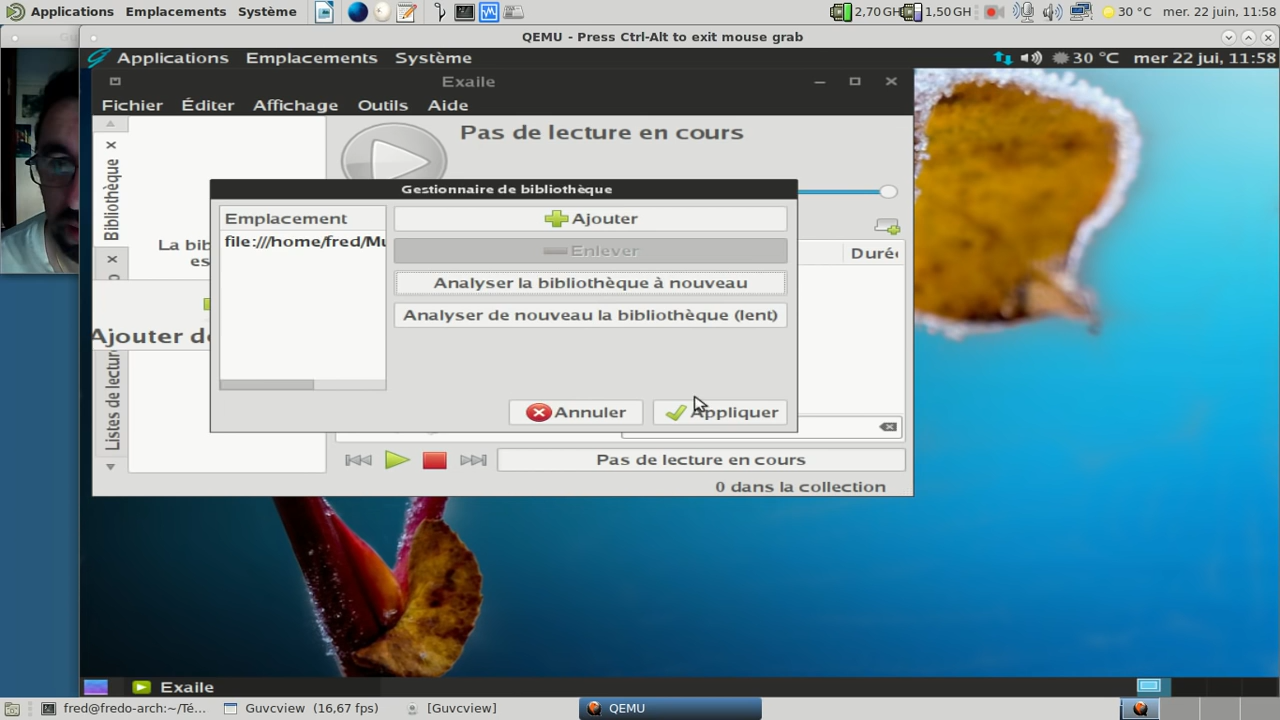 Applications Emplacements Système 2,70 GH 1,50 GH 30 °C mer. 22 juin, 11:58
QEMU - Press Ctrl-Alt to exit mouse grab
Applications Emplacements Système 30 °C mer 22 jui, 11:58
Exaile
Fichier Éditer Affichage Outils Aide
Pas de lecture en cours
Bibliothèque
Gestionnaire de bibliothèque
Emplacement
Ajouter
file:///home/fred/Mu
Enlever
La bib
es
Durée
Analyser la bibliothèque à nouveau
Analyser de nouveau la bibliothèque (lent)
Ajouter de
Listes de lecture
Annuler
Appliquer
Pas de lecture en cours
0 dans la collection
Exaile
fred@fredo-arch:~/Té... Guvcview (16,67 fps) [Guvcview] QEMU